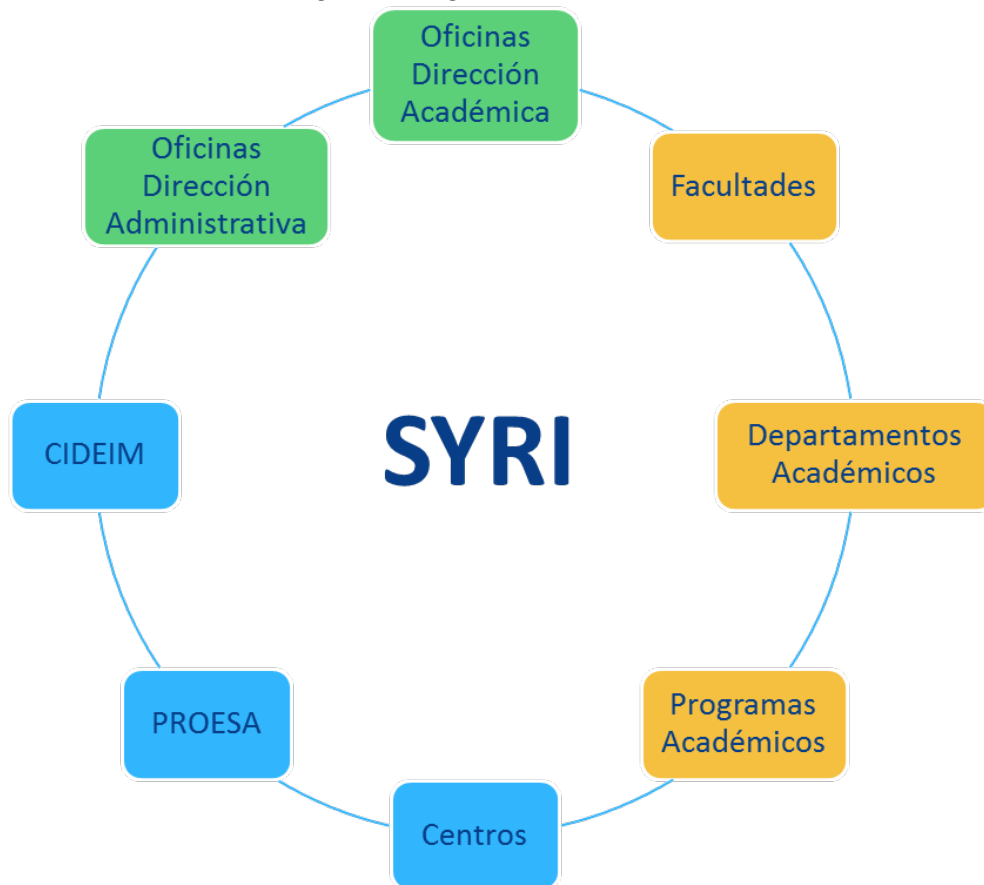 Oficinas
Dirección
Académica
Oficinas
Dirección
Administrativa
Facultades
CIDEIM
SYRI
Departamentos
Académicos
PROESA
Programas
Académicos
Centros